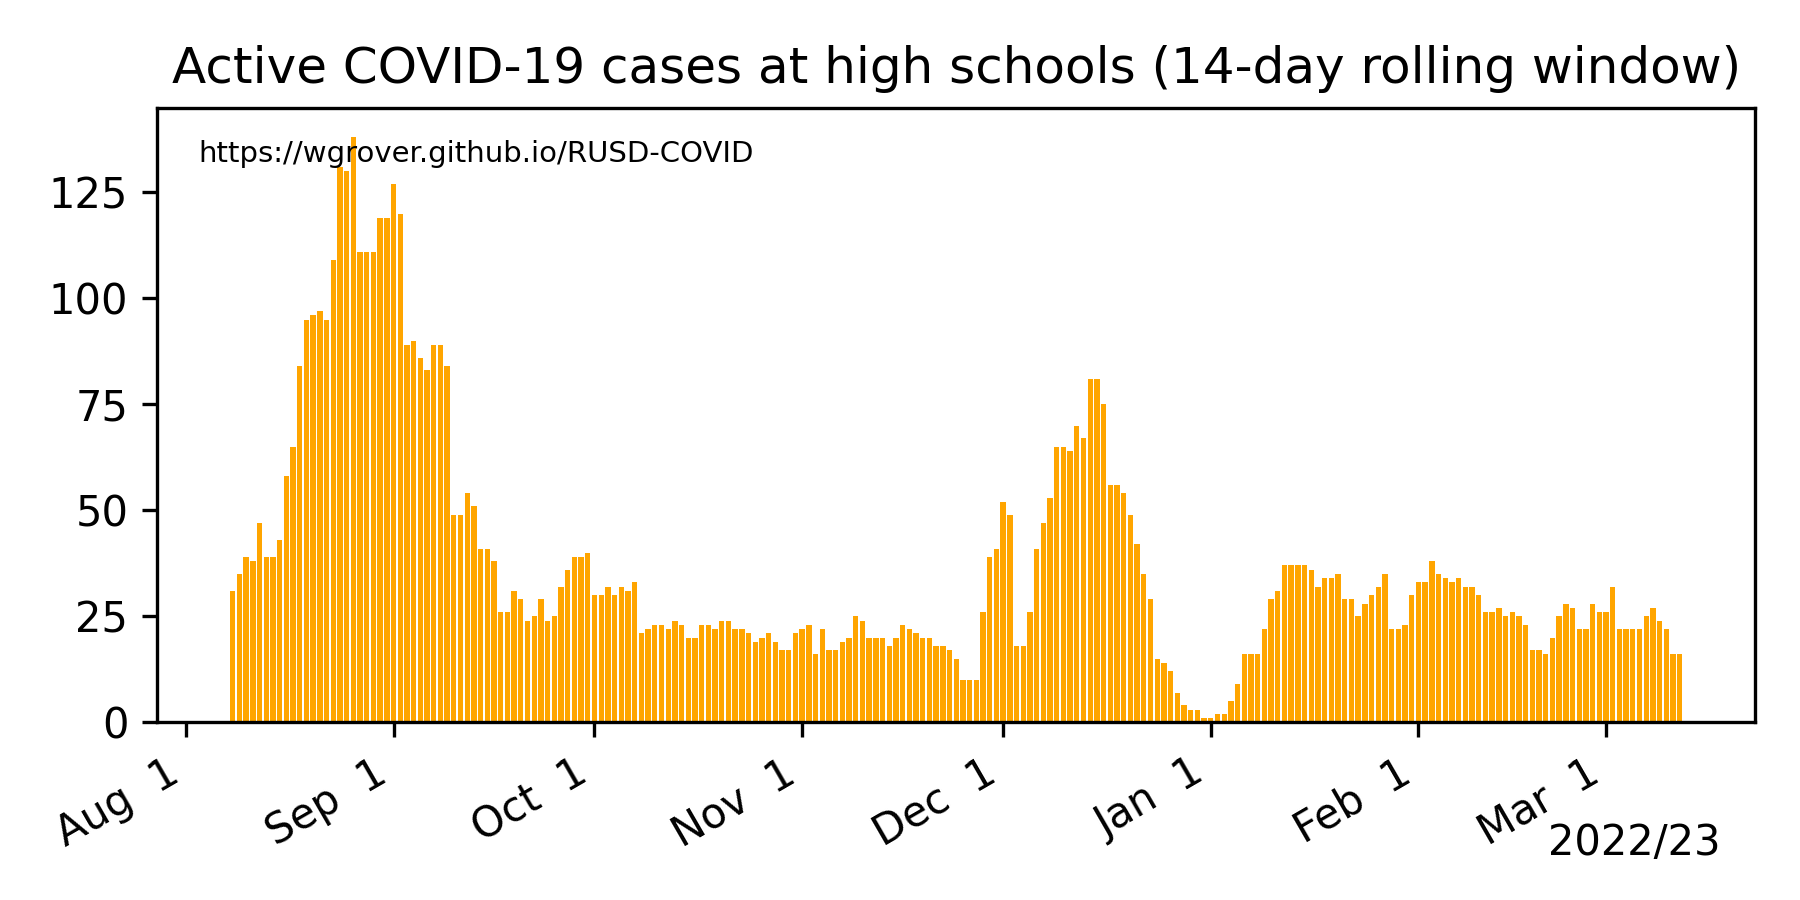 Active COVID-19 cases at high schools (14-day rolling window)
https://wgrover.github.io/RUSD-COVID
125
100
75
50
25
0
Aug 1
Sep 1
Oct 1
Nov 1
Dec 1
Jan 1
Feb 1
Mar 1
2022/23